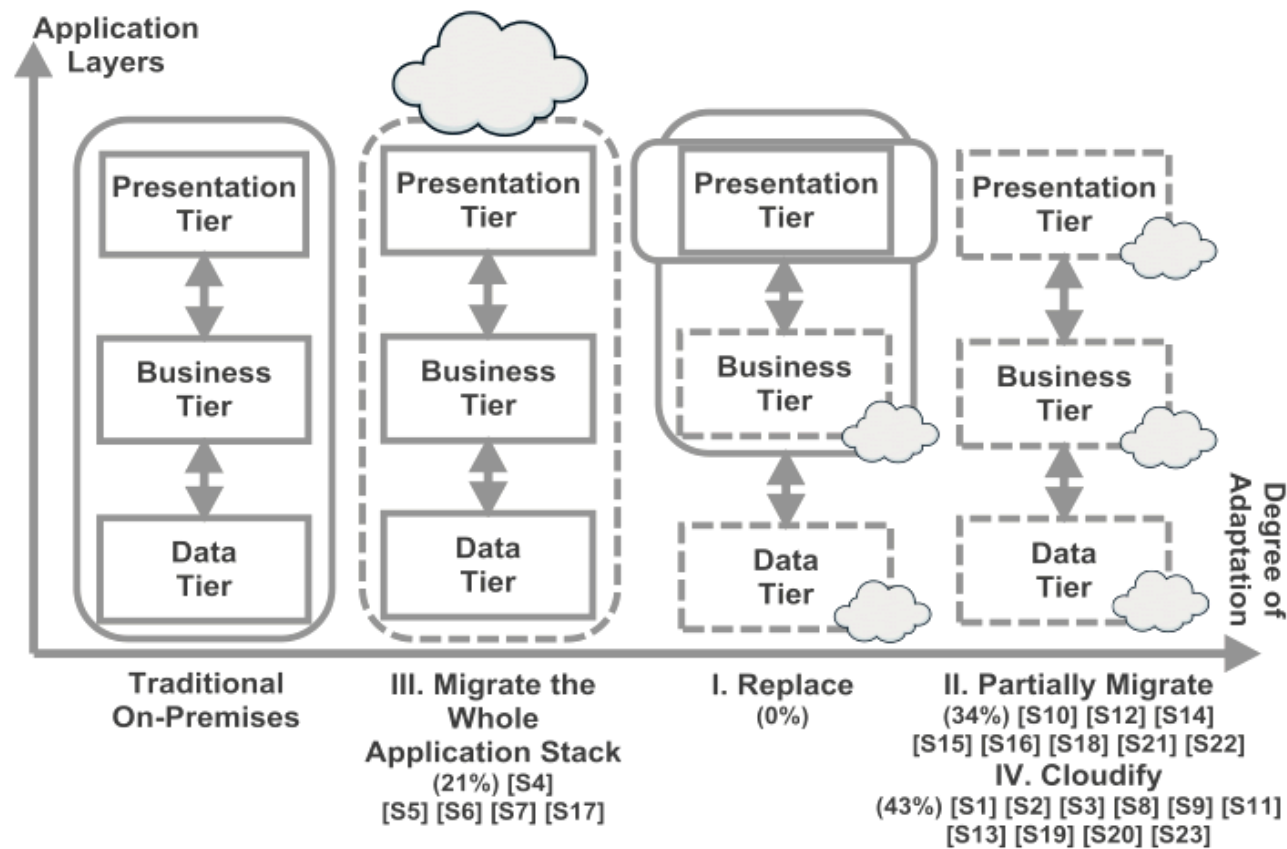 Application
Layers
Presentation
Tier
Business
Tier
Data
Tier
Presentation
Tier
Business
Tier
Data
Tier
Presentation
Tier
Business
Tier
Data
Tier
Presentation
Tier
Business
Tier
Data
Tier
Degree of
Adaptation
Traditional
On-Premises
III. Migrate the
Whole
Application Stack
(21%) [S4]
[S5] [S6] [S7] [S17]
I. Replace
(0%)
II. Partially Migrate
(34%) [S10] [S12] [S14]
[S15] [S16] [S18] [S21] [S22]
IV. Cloudify
(43%) [S1] [S2] [S3] [S8] [S9] [S11]
[S13] [S19] [S20] [S23]